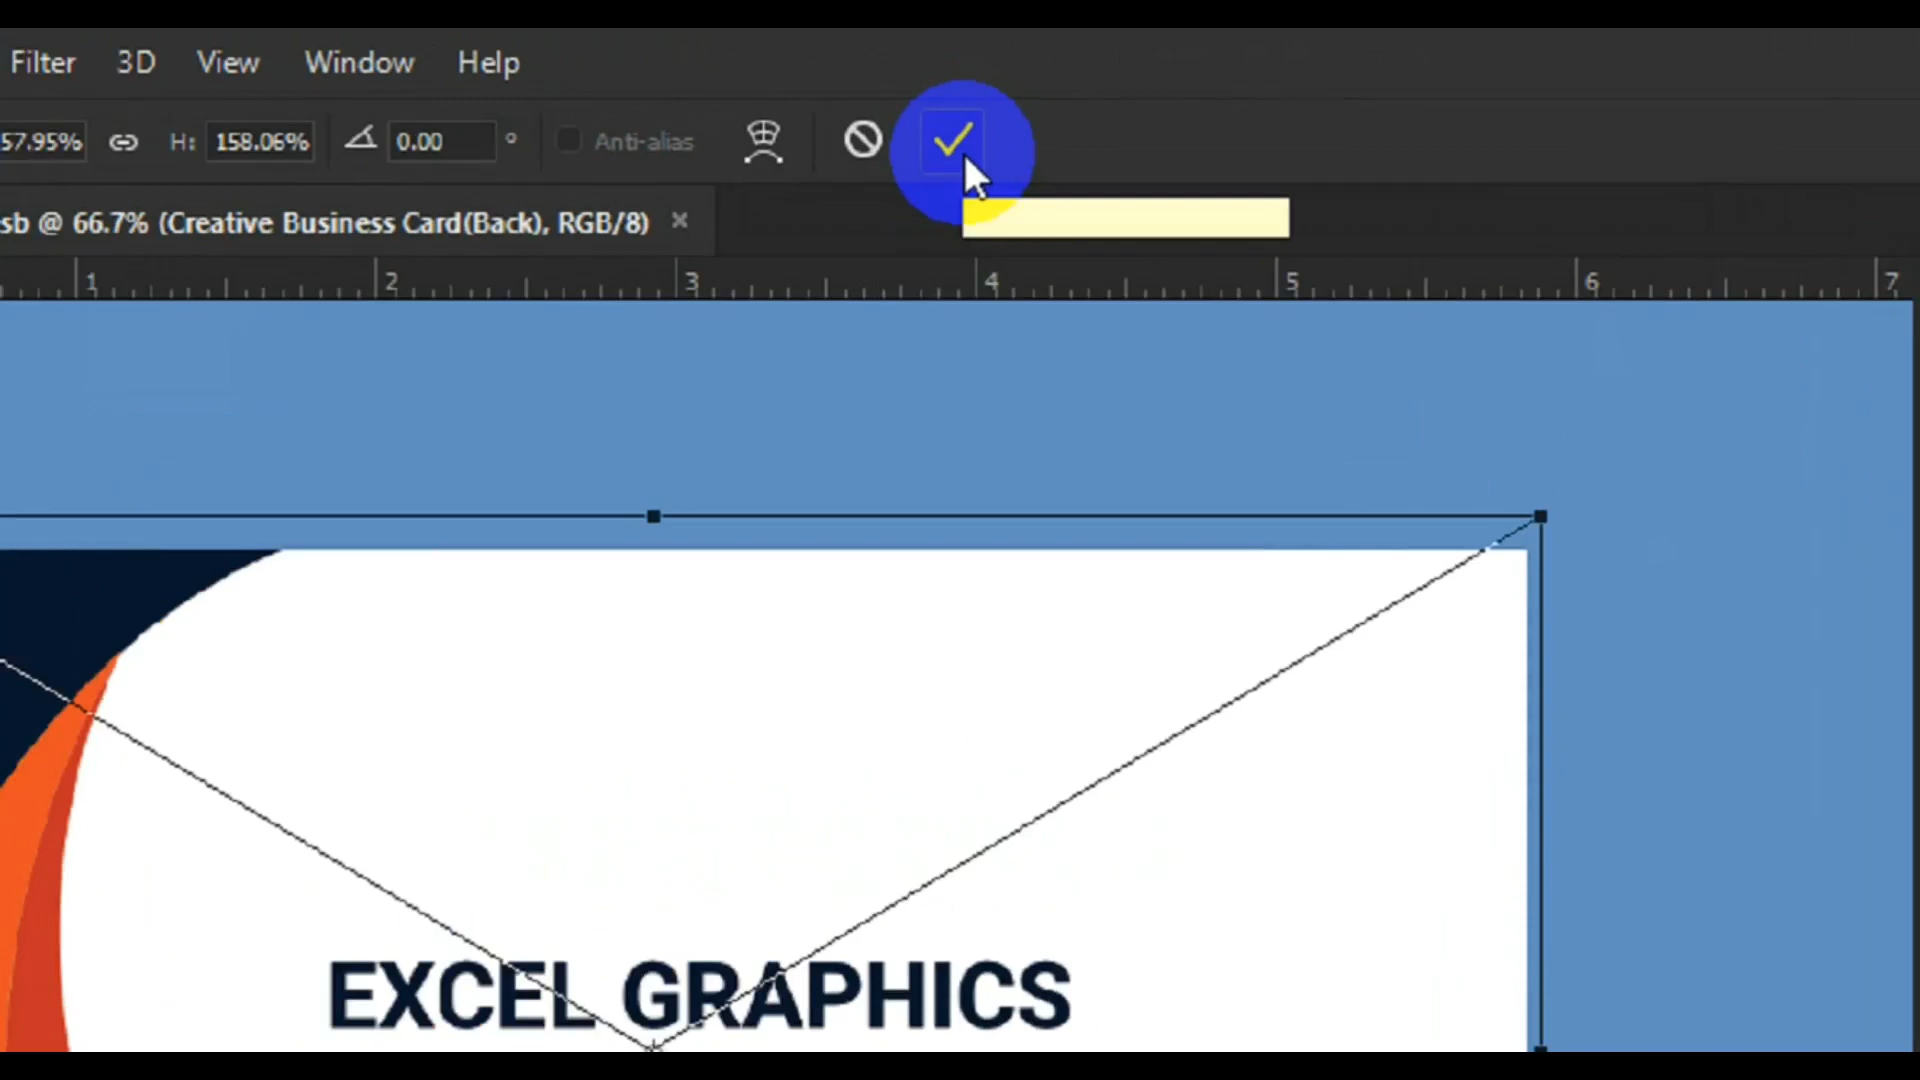 Filter 3D View Window Help
57.95% H: 158.06% 0.00 ° Anti-alias
sb @ 66.7% (Creative Business Card(Back), RGB/8) ×
1 2 3 4 5 6 7
EXCEL GRAPHICS